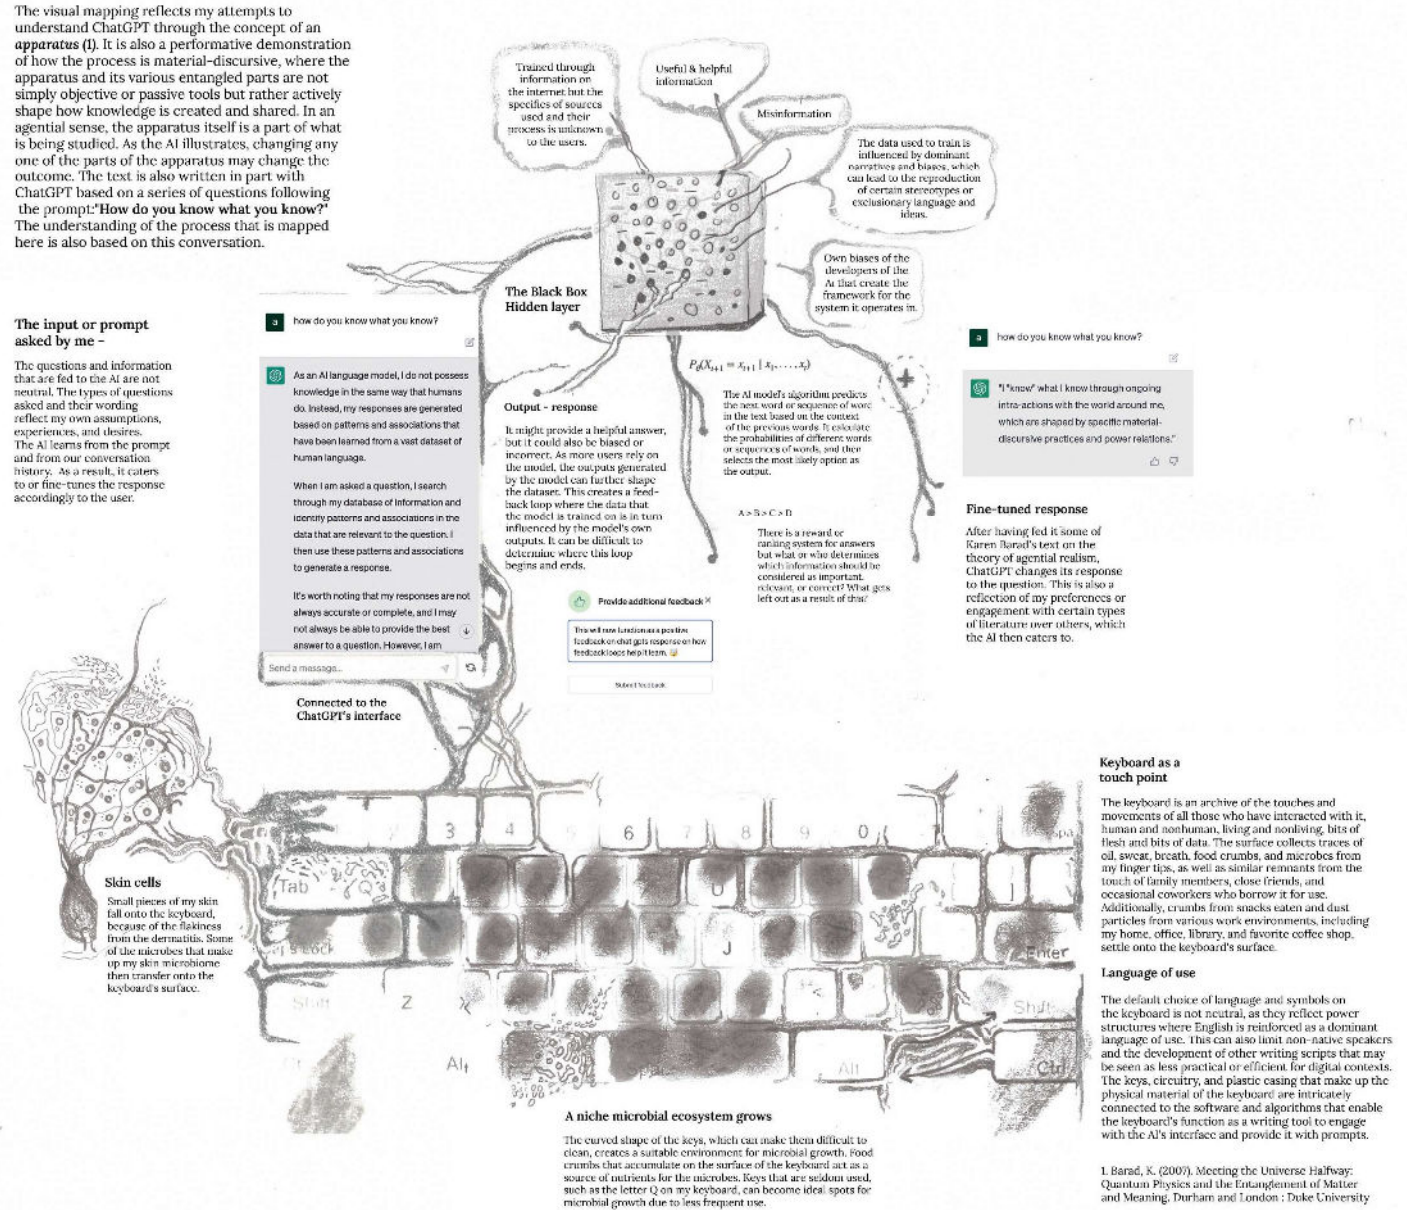 The visual mapping reflects my attempts to
understand ChatGPT through the concept of an
apparatus (1). It is also a performative demonstration
of how the process is material-discursive, where the
apparatus and its various entangled parts are not
simply objective or passive tools but rather actively
shape how knowledge is created and shared. In an
agential sense, the apparatus itself is a part of what
is being studied. As the AI illustrates, changing any
one of the parts of the apparatus may change the
outcome. The text is also written in part with
ChatGPT based on a series of questions following
the prompt:"How do you know what you know?"
The understanding of the process that is mapped
here is also based on this conversation.
Trained through
information on
the internet but the
specifics of sources
used and their
process is unknown
to the users.
Useful & helpful
information
Misinformation
The data used to train is
influenced by dominant
narratives and biases, which
can lead to the reproduction
of certain stereotypes or
exclusionary language and
ideas.
Own biases of the
developers of the
Ai that create the
framework for the
system it operates in.
The Black Box
Hidden layer
The input or prompt
asked by me –
The questions and information
that are fed to the AI are not
neutral. The types of questions
asked and their wording
reflect my own assumptions,
experiences, and desires.
The AI learns from the prompt
and from our conversation
history. As a result, it caters
to or fine-tunes the response
accordingly to the user.
a how do you know what you know?
As an AI language model, I do not possess
knowledge in the same way that humans
do. Instead, my responses are generated
based on patterns and associations that
have been learned from a vast dataset of
human language.
When I am asked a question, I search
through my database of information and
identify patterns and associations in the
data that are relevant to the question. I
then use these patterns and associations
to generate a response.
It's worth noting that my responses are not
always accurate or complete, and I may
not always be able to provide the best
answer to a question. However, I am
Send a message...
Connected to the
ChatGPT's interface
Output – response
It might provide a helpful answer,
but it could also be biased or
incorrect. As more users rely on
the model, the outputs generated
by the model can further shape
the dataset. This creates a feed-
back loop where the data that
the model is trained on is in turn
influenced by the model's own
outputs. It can be difficult to
determine where this loop
begins and ends.
Provide additional feedback ×
This will now function as a positive
feedback on chat gpts response on how
feedback loops help it learn.
Submit feedback
The AI model's algorithm predicts
the next word or sequence of word
in the text based on the context
of the previous words. It calculate
the probabilities of different words
or sequences of words, and then
selects the most likely option as
the output.
A > B > C > D
There is a reward or
ranking system for answers
but what or who determines
which information should be
considered as important,
relevant, or correct? What gets
left out as a result of this?
a how do you know what you know?
"I "know" what I know through ongoing
intra-actions with the world around me,
which are shaped by specific material-
discursive practices and power relations."
Fine-tuned response
After having fed it some of
Karen Barad's text on the
theory of agential realism,
ChatGPT changes its response
to the question. This is also a
reflection of my preferences or
engagement with certain types
of literature over others, which
the AI then caters to.
Skin cells
Small pieces of my skin
fall onto the keyboard,
because of the flakiness
from the dermatitis. Some
of the microbes that make
up my skin microbiome
then transfer onto the
keyboard's surface.
3 4 6 7 8 9 0
Tab Q U
J Enter
Shift Z X Shift
Alt Alt Ctrl
A niche microbial ecosystem grows
The curved shape of the keys, which can make them difficult to
clean, creates a suitable environment for microbial growth. Food
crumbs that accumulate on the surface of the keyboard act as a
source of nutrients for the microbes. Keys that are seldom used,
such as the letter Q on my keyboard, can become ideal spots for
microbial growth due to less frequent use.
Keyboard as a
touch point
The keyboard is an archive of the touches and
movements of all those who have interacted with it,
human and nonhuman, living and nonliving, bits of
flesh and bits of data. The surface collects traces of
oil, sweat, breath, food crumbs, and microbes from
my finger tips, as well as similar remnants from the
touch of family members, close friends, and
occasional coworkers who borrow it for use.
Additionally, crumbs from snacks eaten and dust
particles from various work environments, including
my home, office, library, and favorite coffee shop,
settle onto the keyboard's surface.
Language of use
The default choice of language and symbols on
the keyboard is not neutral, as they reflect power
structures where English is reinforced as a dominant
language of use. This can also limit non-native speakers
and the development of other writing scripts that may
be seen as less practical or efficient for digital contexts.
The keys, circuitry, and plastic casing that make up the
physical material of the keyboard are intricately
connected to the software and algorithms that enable
the keyboard's function as a writing tool to engage
with the AI's interface and provide it with prompts.
1. Barad, K. (2007). Meeting the Universe Halfway:
Quantum Physics and the Entanglement of Matter
and Meaning. Durham and London : Duke University